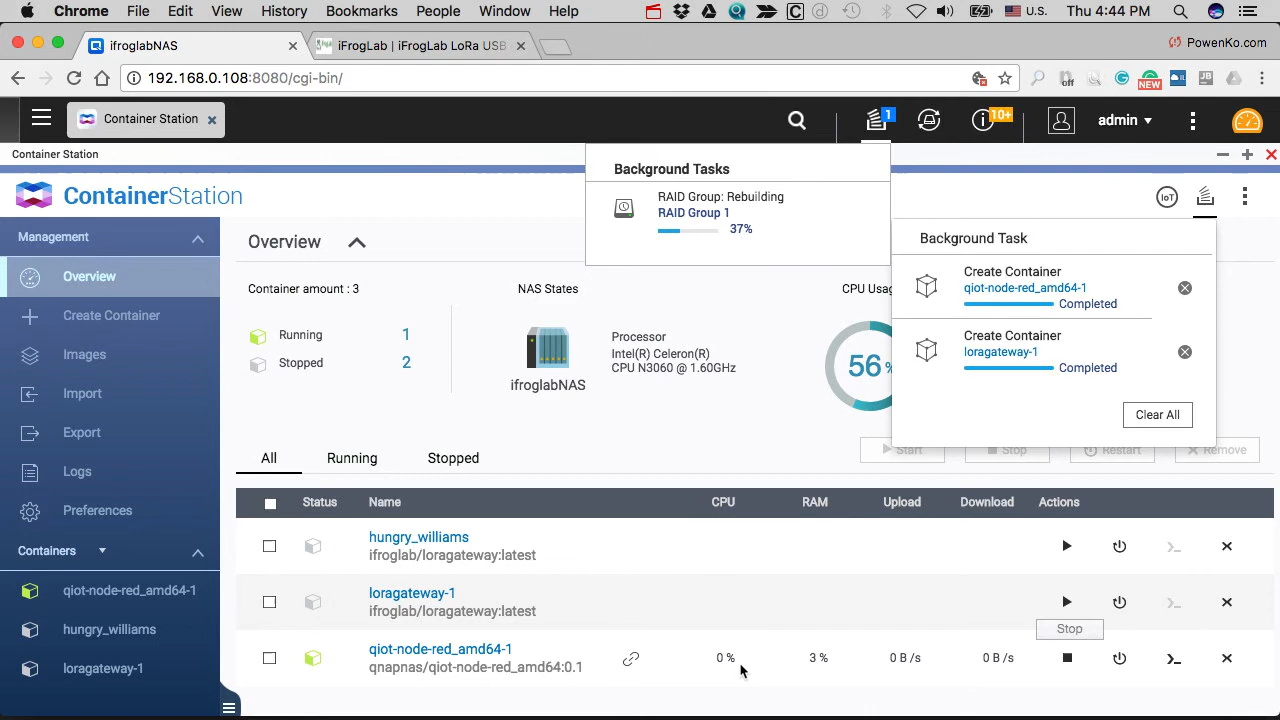 Chrome File Edit View History Bookmarks People Window Help U.S. Thu 4:44 PM
ifroglabNAS iFrogLab | iFrogLab LoRa USB PowenKo.com
192.168.0.108:8080/cgi-bin/ off NEW JB
Container Station 1 10+ admin
Container Station
ContainerStation IoT
Background Tasks
RAID Group: Rebuilding
RAID Group 1
37%
Background Task
Create Container
qiot-node-red_amd64-1
Completed
Create Container
loragateway-1
Completed
Clear All
Management
Overview
Create Container
Images
Import
Export
Logs
Preferences
Containers
qiot-node-red_amd64-1
hungry_williams
loragateway-1
Overview
Container amount : 3 NAS States CPU Usag
Running 1
Stopped 2
ifroglabNAS
Processor
Intel(R) Celeron(R)
CPU N3060 @ 1.60GHz
56 %
All Running Stopped Start Stop Restart Remove
Status Name CPU RAM Upload Download Actions
hungry_williams
ifroglab/loragateway:latest
loragateway-1
ifroglab/loragateway:latest
Stop
qiot-node-red_amd64-1
qnapnas/qiot-node-red_amd64:0.1
0 % 3 % 0 B /s 0 B /s